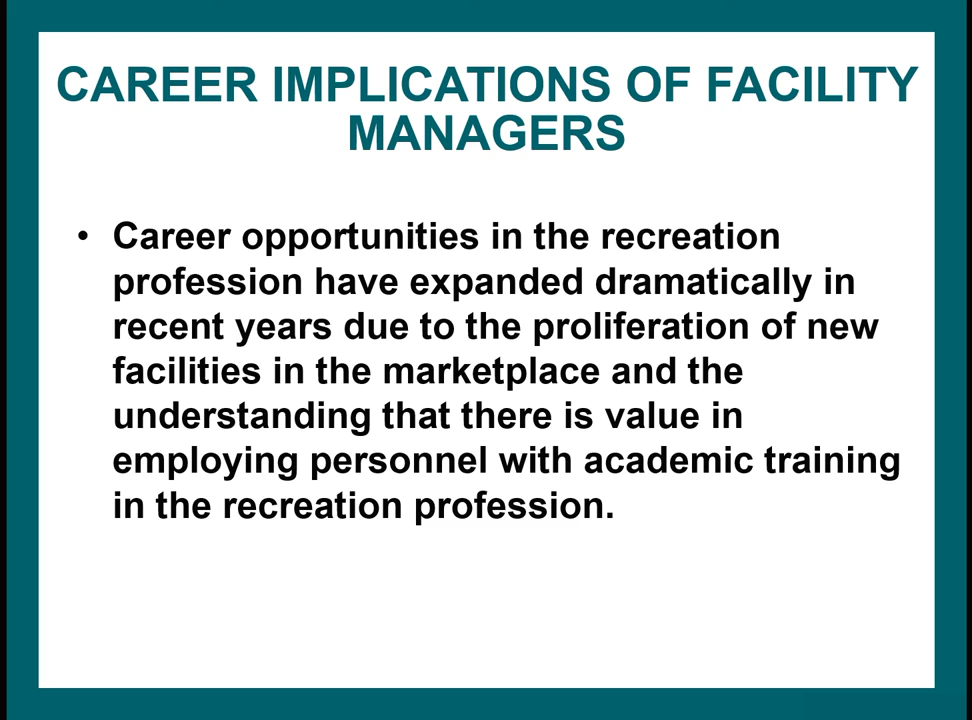 CAREER IMPLICATIONS OF FACILITY
MANAGERS
• Career opportunities in the recreation
profession have expanded dramatically in
recent years due to the proliferation of new
facilities in the marketplace and the
understanding that there is value in
employing personnel with academic training
in the recreation profession.